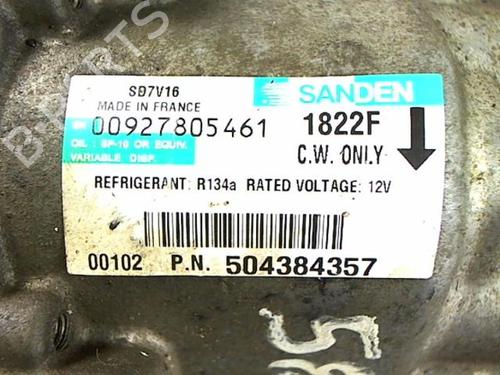 SD7V16
MADE IN FRANCE
SANDEN
00927805461
1822F
OIL : SP-10 OR EQUIV.
VARIABLE DISP.
C.W. ONLY
REFRIGERANT: R134a RATED VOLTAGE: 12V
00102 P.N. 504384357
B-PARTS